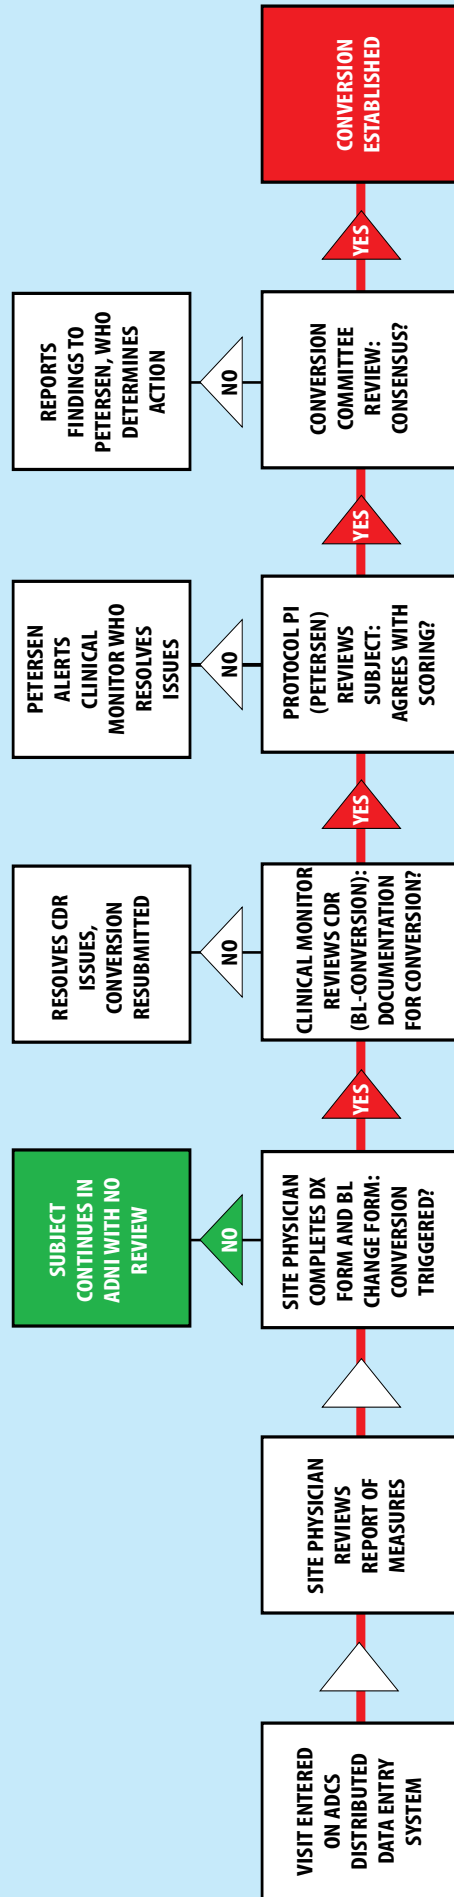 VISIT ENTERED
ON ADCS
DISTRIBUTED
DATA ENTRY
SYSTEM
SITE PHYSICIAN
REVIEWS
REPORT OF
MEASURES
SITE PHYSICIAN
COMPLETES DX
FORM AND BL
CHANGE FORM:
CONVERSION
TRIGGERED?
NO
SUBJECT
CONTINUES IN
ADNI WITH NO
REVIEW
YES
CLINICAL MONITOR
REVIEWS CDR
(BL-CONVERSION):
DOCUMENTATION
FOR CONVERSION?
NO
RESOLVES CDR
ISSUES,
CONVERSION
RESUBMITTED
YES
PROTOCOL PI
(PETERSEN)
REVIEWS
SUBJECT:
AGREES WITH
SCORING?
NO
PETERSEN
ALERTS
CLINICAL
MONITOR WHO
RESOLVES
ISSUES
YES
CONVERSION
COMMITTEE
REVIEW:
CONSENSUS?
NO
REPORTS
FINDINGS TO
PETERSEN, WHO
DETERMINES
ACTION
YES
CONVERSION
ESTABLISHED